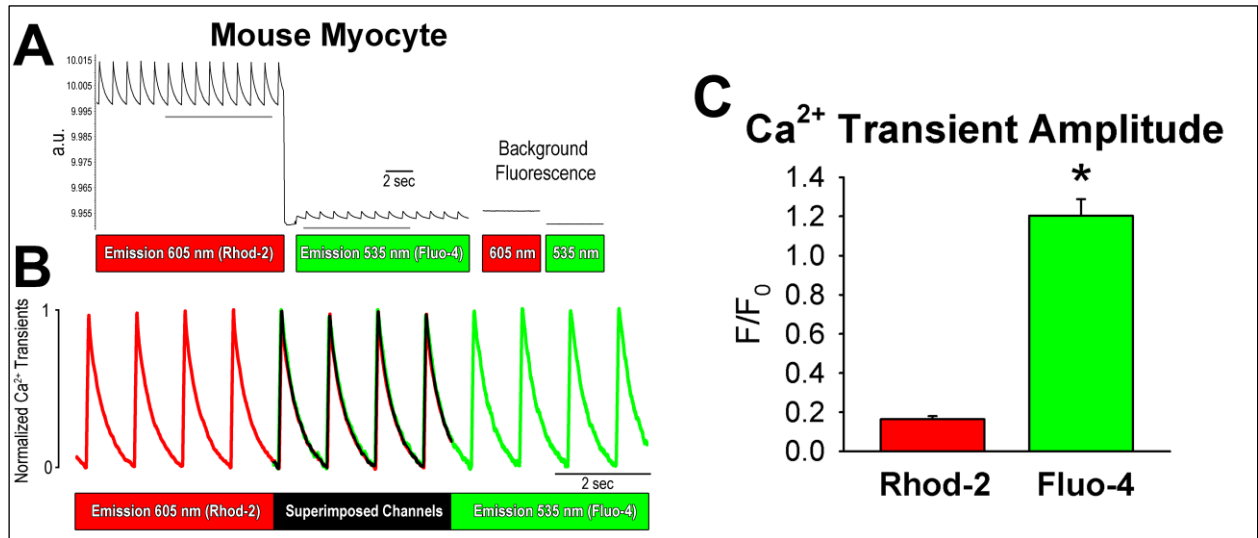 A
Mouse Myocyte
10.015
10.005
9.995
9.985
9.975
9.965
9.955
a.u.
2 sec
Background
Fluorescence
Emission 605 nm (Rhod-2)
Emission 535 nm (Fluo-4)
605 nm
535 nm
B
Normalized Ca²⁺ Transients
1
0
2 sec
Emission 605 nm (Rhod-2)
Superimposed Channels
Emission 535 nm (Fluo-4)
C
Ca²⁺ Transient Amplitude
F/F₀
1.4
1.2
1.0
0.8
0.6
0.4
0.2
0.0
*
Rhod-2
Fluo-4